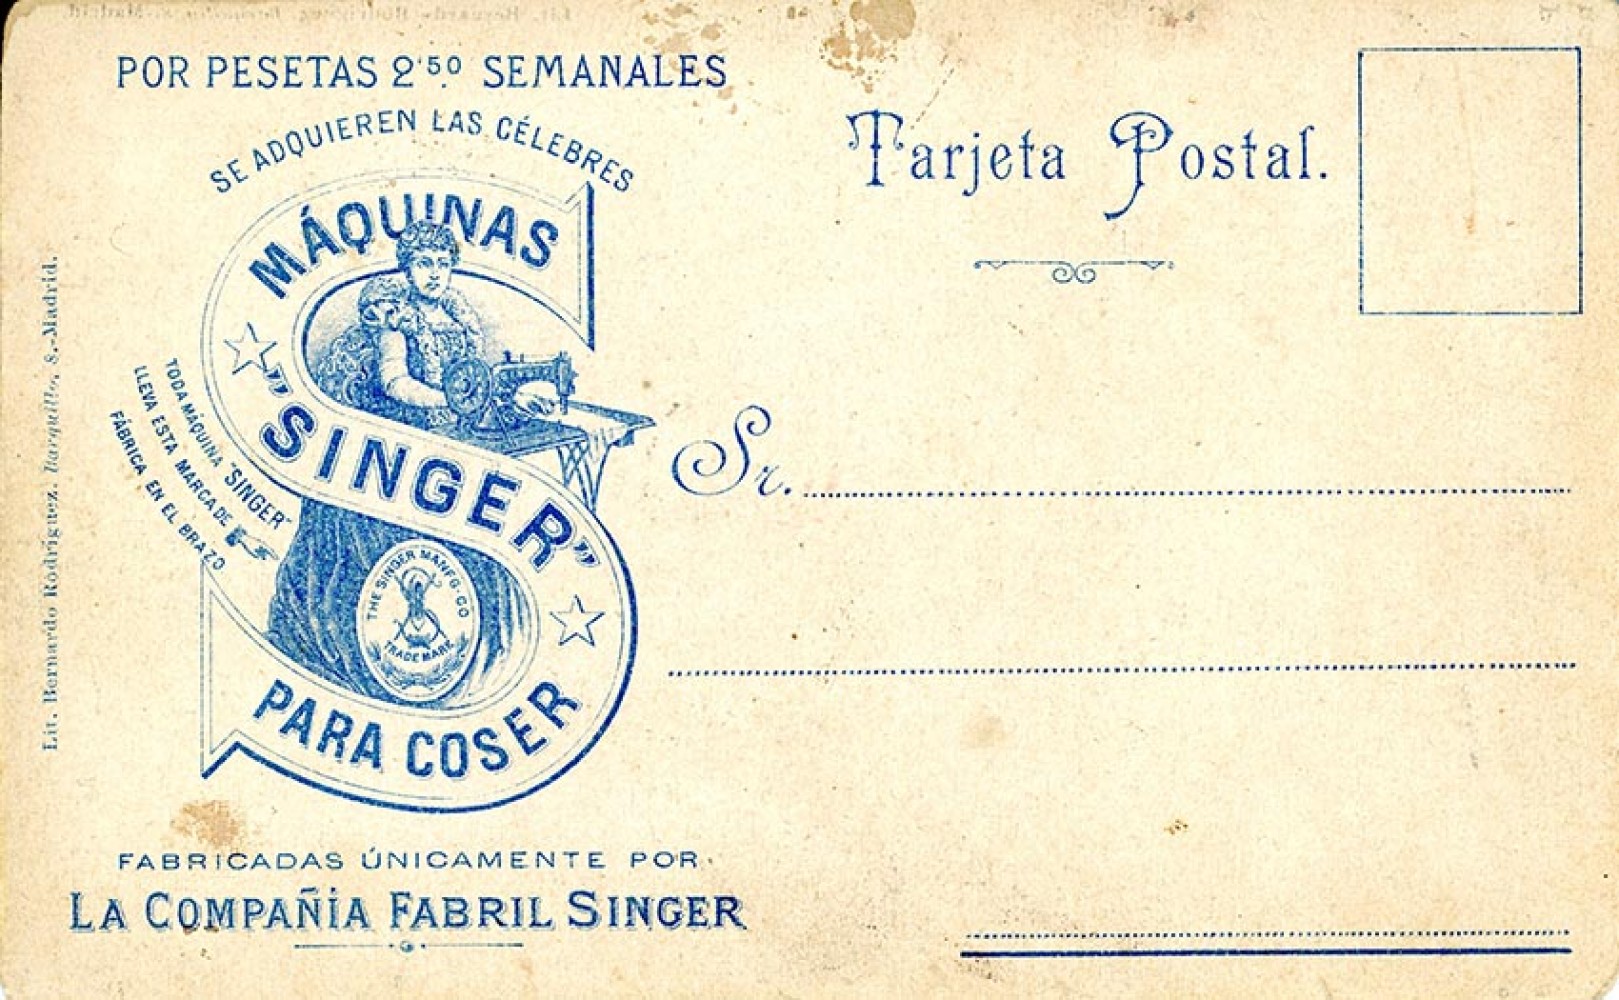 POR PESETAS 2'50 SEMANALES
SE ADQUIEREN LAS CÉLEBRES
MÁQUINAS
"SINGER"
PARA COSER
TODA MÁQUINA "SINGER"
LLEVA ESTA MARCA DE
FÁBRICA EN EL BRAZO
THE SINGER MANFG. CO
TRADE MARK
FABRICADAS ÚNICAMENTE POR
LA COMPAÑÍA FABRIL SINGER
Lit. Bernardo Rodríguez. Barquillo, 8.-Madrid.
Tarjeta Postal.
Sr.